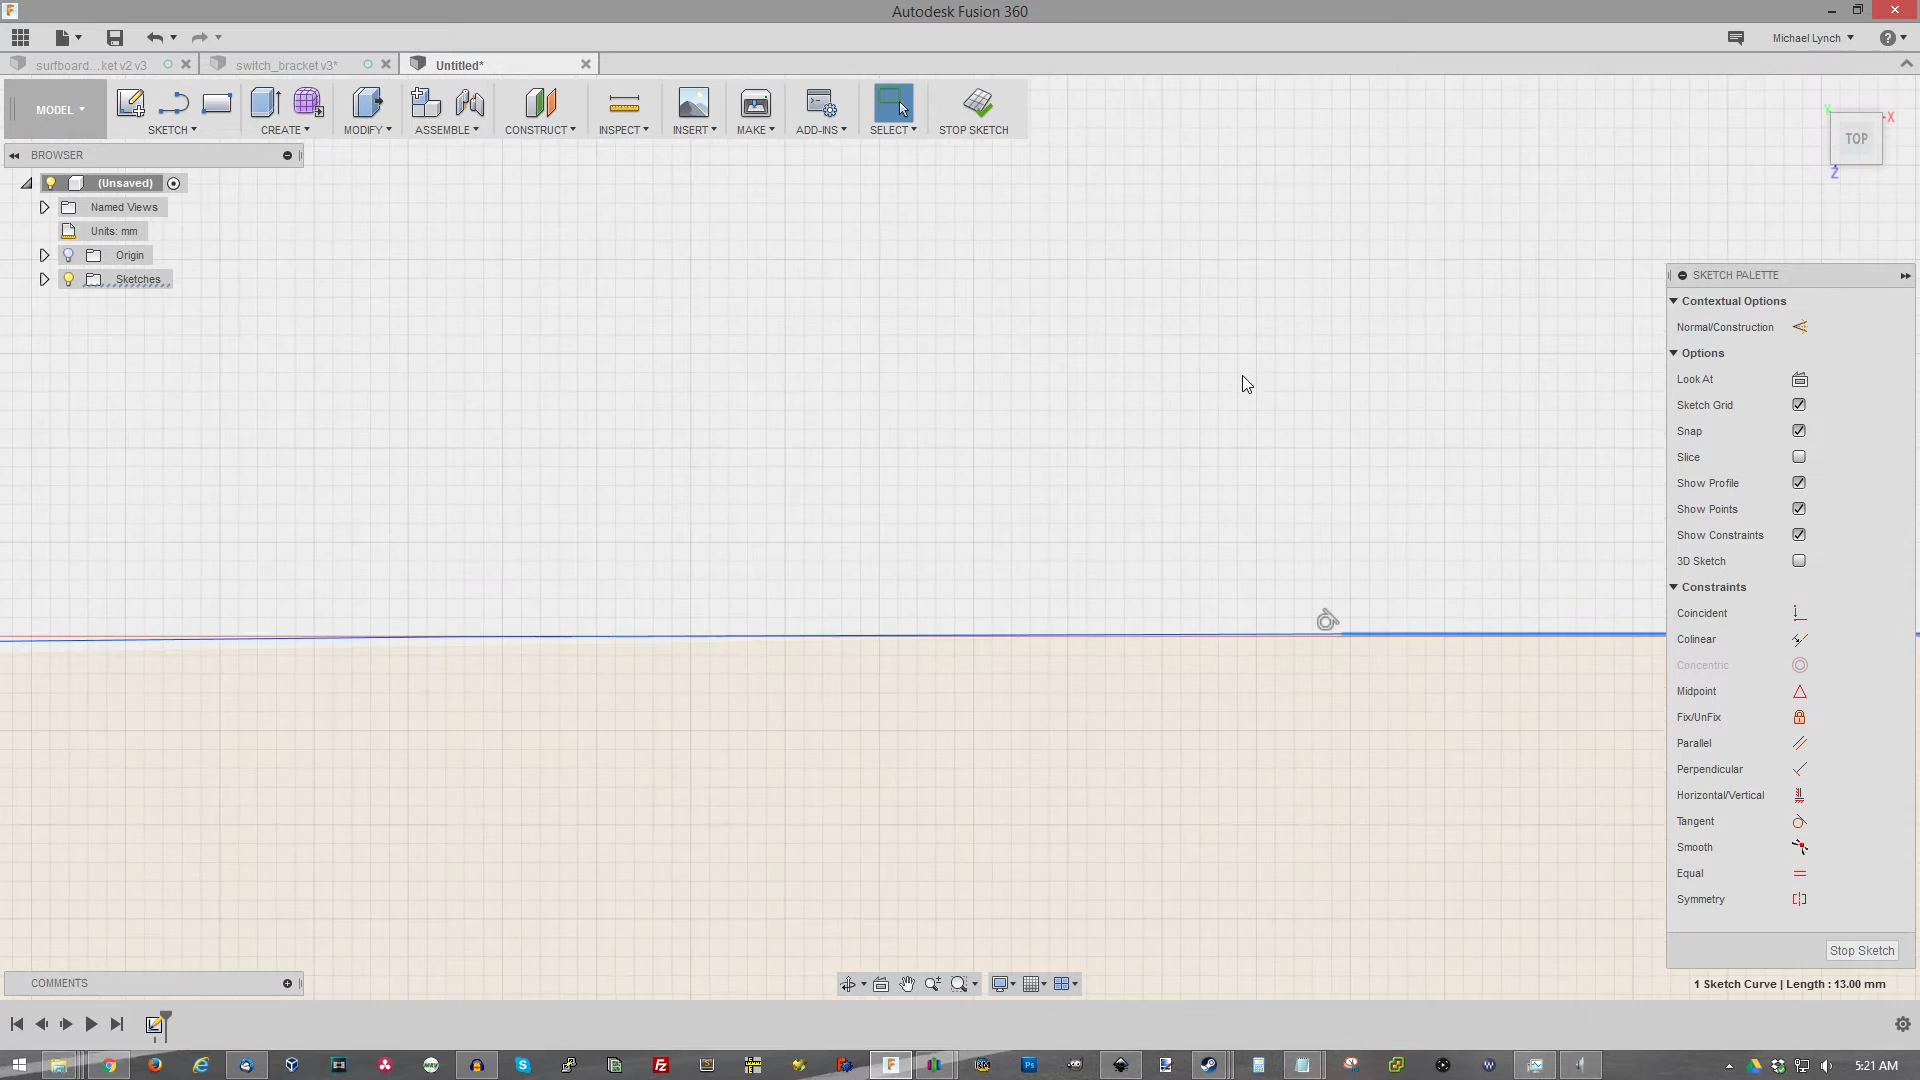 Autodesk Fusion 360
Michael Lynch
surfboard...ket v2 v3
switch_bracket v3*
Untitled*
MODEL
SKETCH
CREATE
MODIFY
ASSEMBLE
CONSTRUCT
INSPECT
INSERT
MAKE
ADD-INS
SELECT
STOP SKETCH
Y
X
TOP
Z
BROWSER
(Unsaved)
Named Views
Units: mm
Origin
Sketches
SKETCH PALETTE
Contextual Options
Normal/Construction
Options
Look At
Sketch Grid
Snap
Slice
Show Profile
Show Points
Show Constraints
3D Sketch
Constraints
Coincident
Colinear
Concentric
Midpoint
Fix/UnFix
Parallel
Perpendicular
Horizontal/Vertical
Tangent
Smooth
Equal
Symmetry
Stop Sketch
COMMENTS
1 Sketch Curve | Length : 13.00 mm
5:21 AM